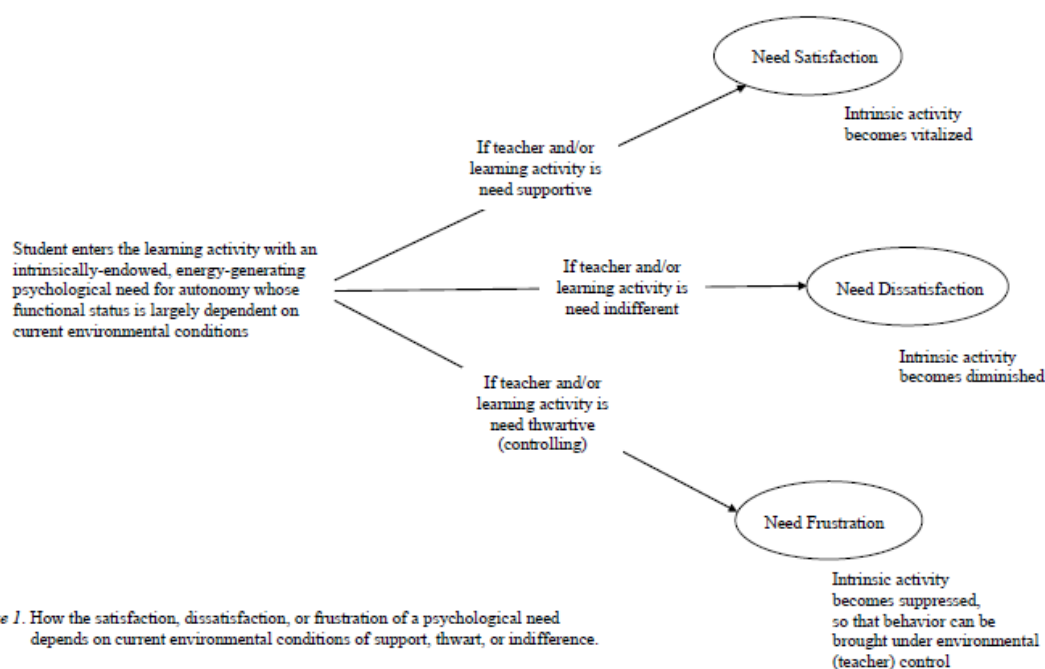 Need Satisfaction
Intrinsic activity
becomes vitalized
If teacher and/or
learning activity is
need supportive
Student enters the learning activity with an
intrinsically-endowed, energy-generating
psychological need for autonomy whose
functional status is largely dependent on
current environmental conditions
If teacher and/or
learning activity is
need indifferent
Need Dissatisfaction
Intrinsic activity
becomes diminished
If teacher and/or
learning activity is
need thwartive
(controlling)
Need Frustration
Intrinsic activity
becomes suppressed,
so that behavior can be
brought under environmental
(teacher) control
e 1. How the satisfaction, dissatisfaction, or frustration of a psychological need
depends on current environmental conditions of support, thwart, or indifference.